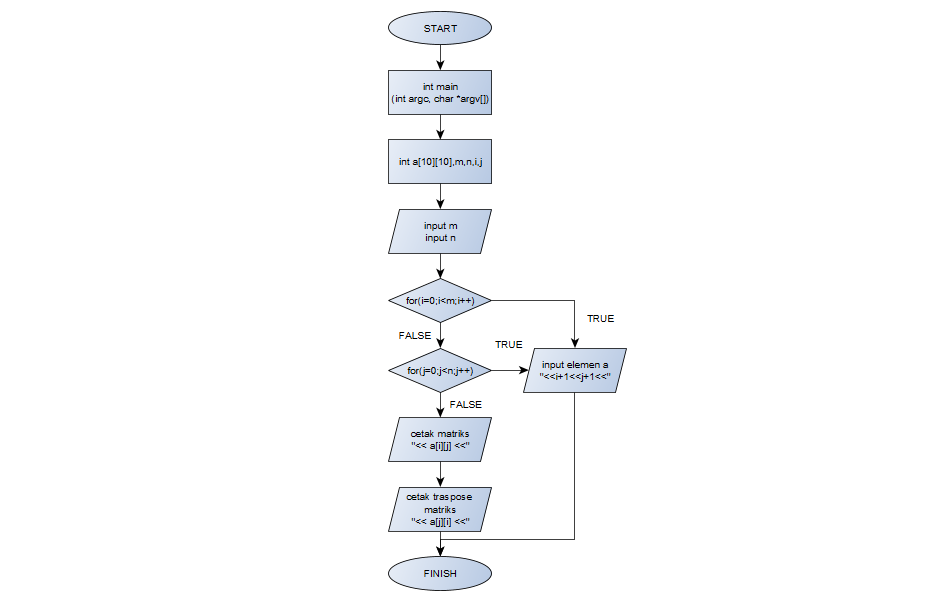 START
int main
(int argc, char *argv[])
int a[10][10],m,n,i,j
input m
input n
for(i=0;i<m;i++)
TRUE
FALSE
TRUE
for(j=0;j<n;j++)
input elemen a
"<<i+1<<j+1<<"
FALSE
cetak matriks
"<< a[i][j] <<"
cetak traspose
matriks
"<< a[j][i] <<"
FINISH